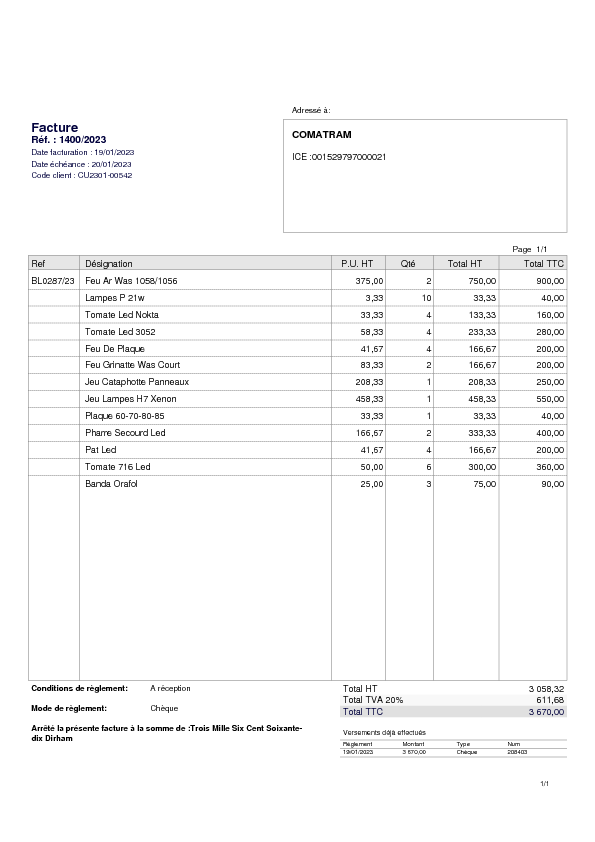 Adressé à:
Facture
Réf. : 1400/2023
Date facturation : 19/01/2023
Date échéance : 20/01/2023
Code client : CU2301-00542
COMATRAM
ICE :001529797000021
Page 1/1
Ref Désignation P.U. HT Qté Total HT Total TTC
BL0287/23 Feu Ar Was 1058/1056 375,00 2 750,00 900,00
Lampes P 21w 3,33 10 33,33 40,00
Tomate Led Nokta 33,33 4 133,33 160,00
Tomate Led 3052 58,33 4 233,33 280,00
Feu De Plaque 41,67 4 166,67 200,00
Feu Grinatte Was Court 83,33 2 166,67 200,00
Jeu Cataphotte Panneaux 208,33 1 208,33 250,00
Jeu Lampes H7 Xenon 458,33 1 458,33 550,00
Plaque 60-70-80-85 33,33 1 33,33 40,00
Pharre Secourd Led 166,67 2 333,33 400,00
Pat Led 41,67 4 166,67 200,00
Tomate 716 Led 50,00 6 300,00 360,00
Banda Orafol 25,00 3 75,00 90,00
Conditions de règlement: A réception
Mode de règlement: Chèque
Arrêté la présente facture à la somme de :Trois Mille Six Cent Soixante-
dix Dirham
Total HT 3 058,32
Total TVA 20% 611,68
Total TTC 3 670,00
Versements déjà effectués
Règlement Montant Type Num
19/01/2023 3 670,00 Chèque 208403
1/1